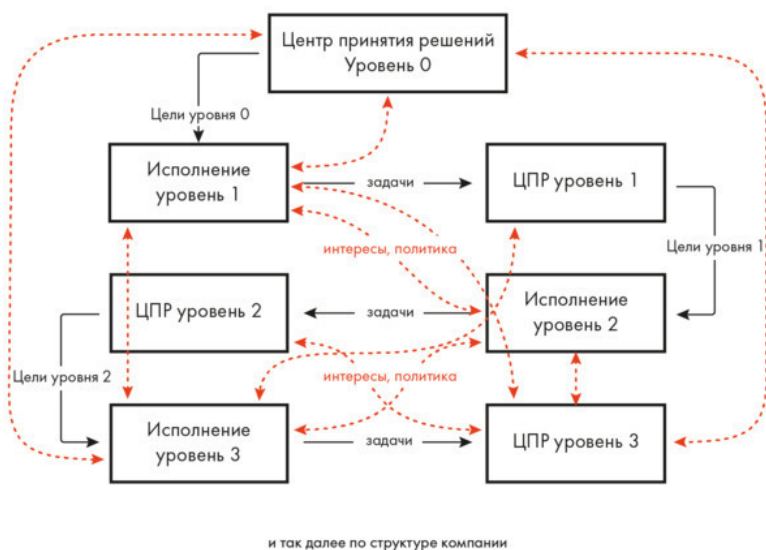 Центр принятия решений
Уровень 0
Цели уровня 0
Исполнение
уровень 1
задачи
ЦПР уровень 1
интересы, политика
Цели уровня 1
ЦПР уровень 2
задачи
Исполнение
уровень 2
Цели уровня 2
интересы, политика
Исполнение
уровень 3
задачи
ЦПР уровень 3
и так далее по структуре компании